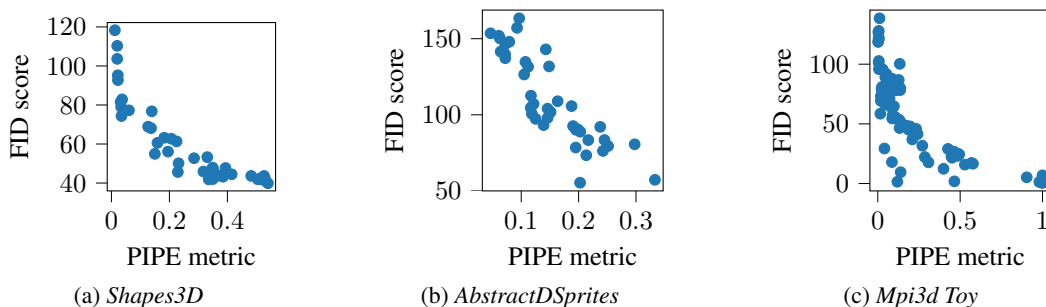 120
100
80
60
40
FID score
0
0.2
0.4
PIPE metric
(a) Shapes3D
150
100
50
FID score
0.1
0.2
0.3
PIPE metric
(b) AbstractDSprites
100
50
0
FID score
0
0.5
1
PIPE metric
(c) Mpi3d Toy